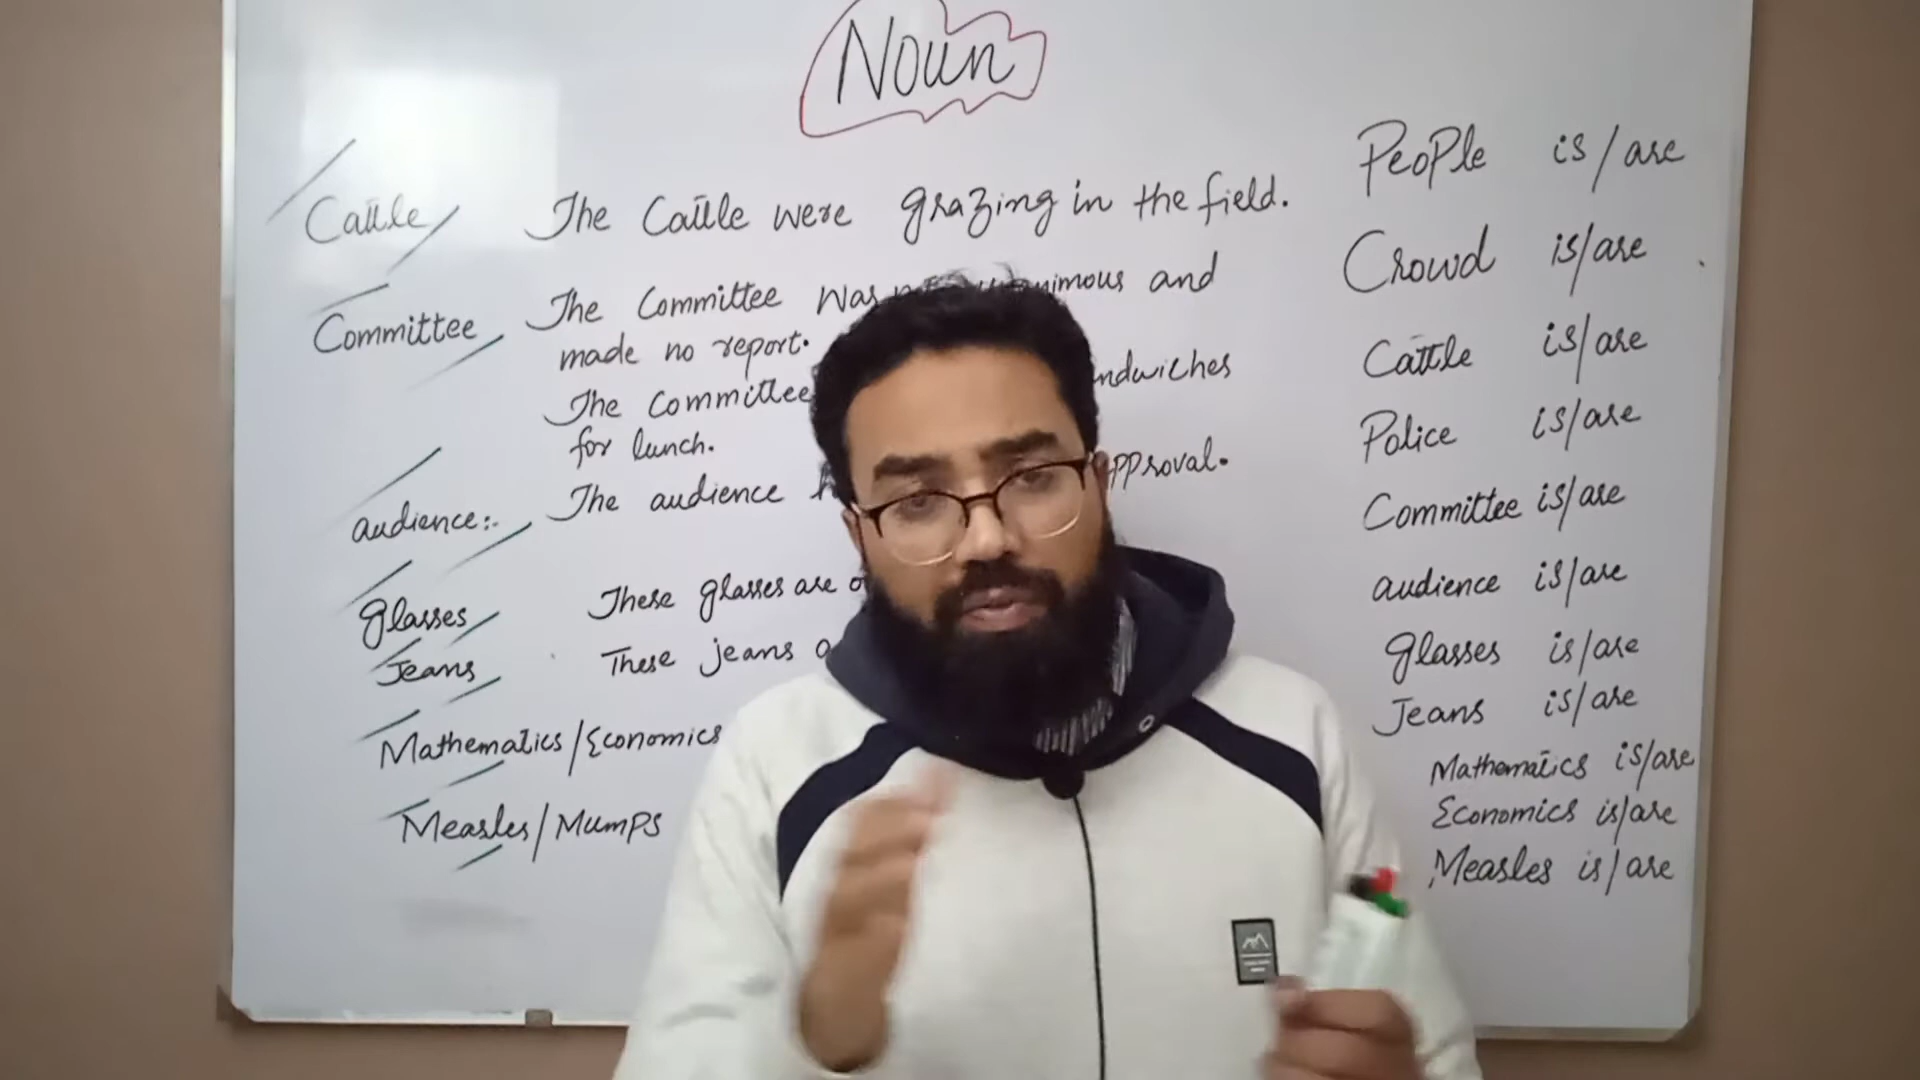 Noun
Cattle The Cattle were grazing in the field.
Committee The Committee was and
made no report.
The Committee
for lunch.
audience:- The audience
glasses These glasses are
Jeans These jeans
Mathematics/Economics
Measles/Mumps
People is/are
Crowd is/are
Cattle is/are
Police is/are
Committee is/are
audience is/are
glasses is/are
Jeans is/are
Mathematics is/are
Economics is/are
Measles is/are